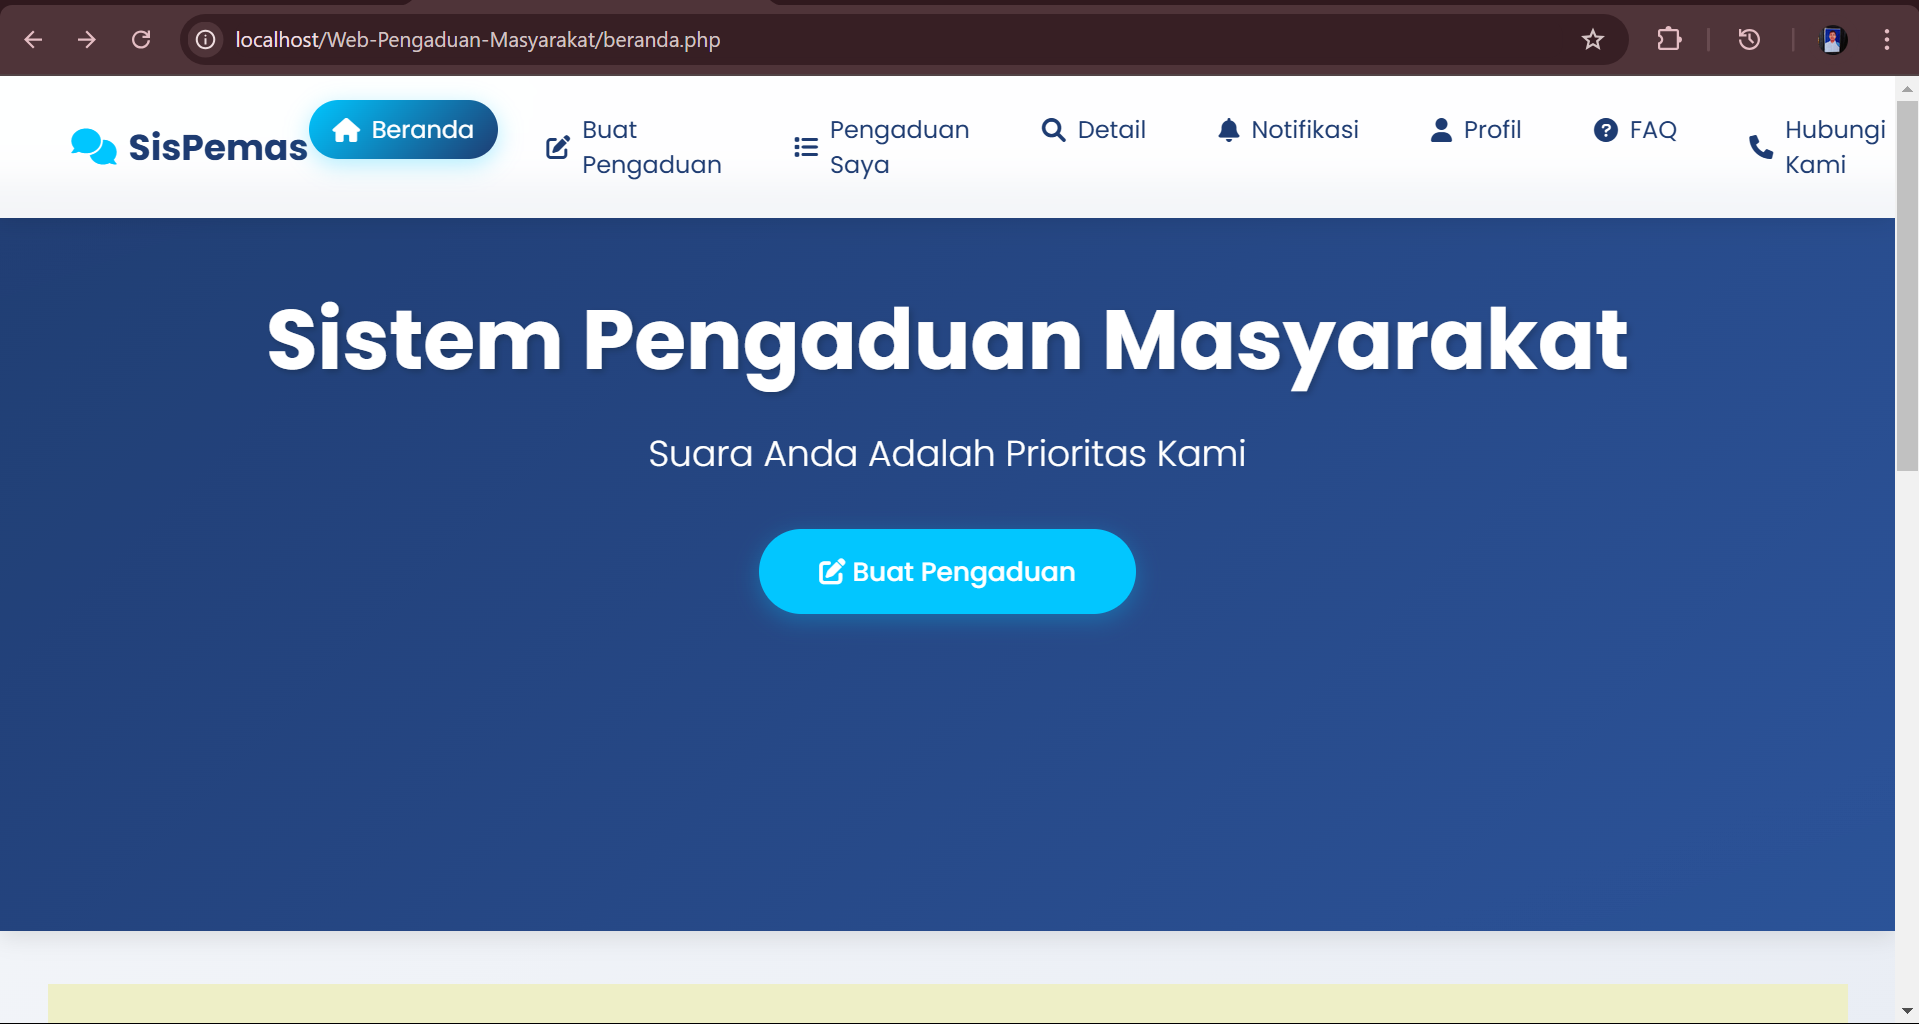 localhost/Web-Pengaduan-Masyarakat/beranda.php
SisPemas
Beranda
Buat
Pengaduan
Pengaduan
Saya
Detail
Notifikasi
Profil
FAQ
Hubungi
Kami
Sistem Pengaduan Masyarakat
Suara Anda Adalah Prioritas Kami
Buat Pengaduan